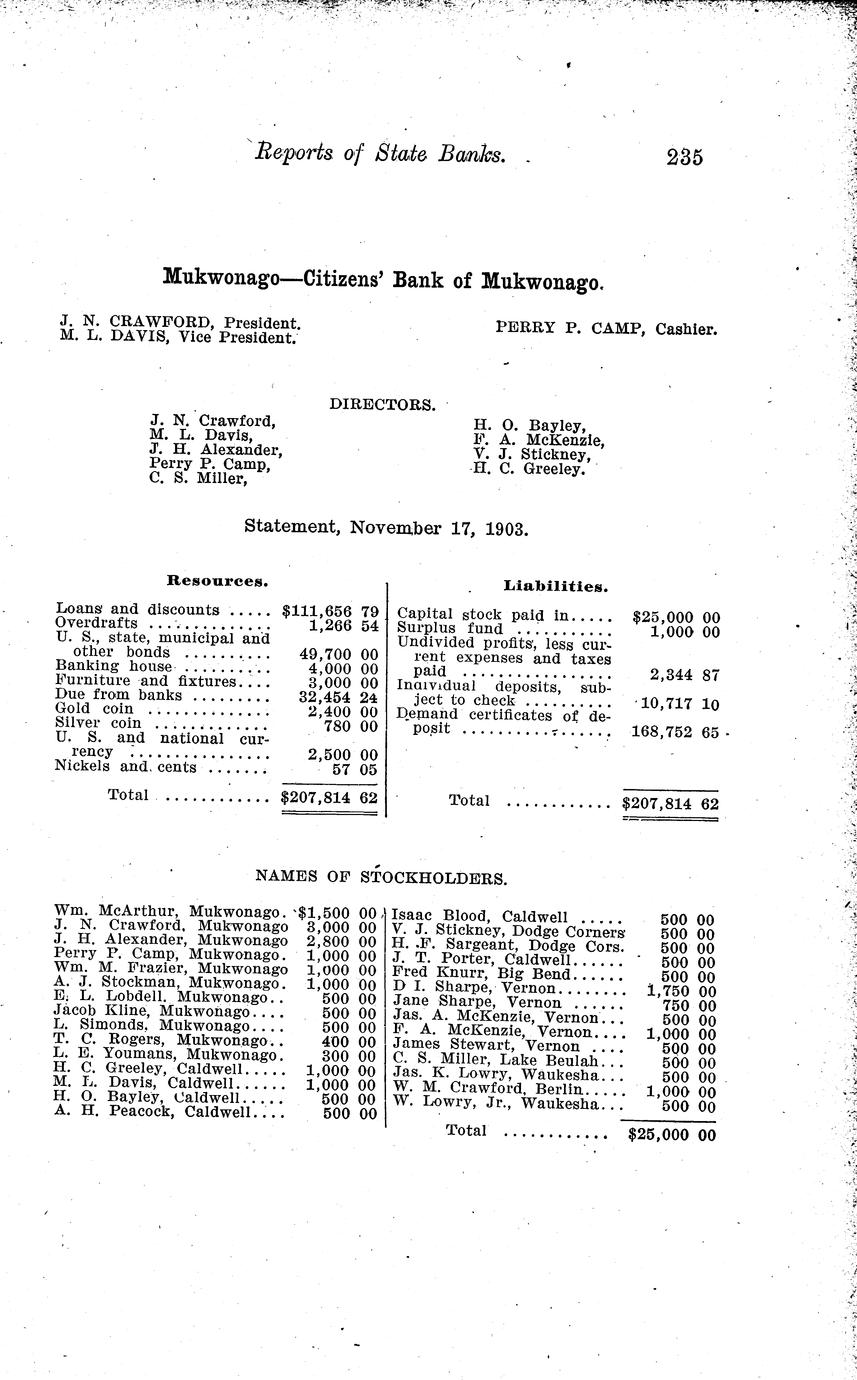 Reports of State Banks. 235
Mukwonago—Citizens' Bank of Mukwonago.
J. N. CRAWFORD, President.
M. L. DAVIS, Vice President.
PERRY P. CAMP, Cashier.
DIRECTORS.
J. N. Crawford,
M. L. Davis,
J. H. Alexander,
Perry P. Camp,
C. S. Miller,
H. O. Bayley,
F. A. McKenzie,
V. J. Stickney,
H. C. Greeley.
Statement, November 17, 1903.
Resources.
Loans and discounts ..... $111,656 79
Overdrafts ............. 1,266 54
U. S., state, municipal and
other bonds .......... 49,700 00
Banking house .......... 4,000 00
Furniture and fixtures.... 3,000 00
Due from banks ......... 32,454 24
Gold coin .............. 2,400 00
Silver coin ............. 780 00
U. S. and national cur-
rency ................ 2,500 00
Nickels and cents ....... 57 05
Total ............ $207,814 62
Liabilities.
Capital stock paid in..... $25,000 00
Surplus fund ........... 1,000 00
Undivided profits, less cur-
rent expenses and taxes
paid ................. 2,344 87
Individual deposits, sub-
ject to check .......... 10,717 10
Demand certificates of de-
posit ................. 168,752 65
Total ............ $207,814 62
NAMES OF STOCKHOLDERS.
Wm. McArthur, Mukwonago. $1,500 00
J. N. Crawford, Mukwonago 3,000 00
J. H. Alexander, Mukwonago 2,800 00
Perry P. Camp, Mukwonago. 1,000 00
Wm. M. Frazier, Mukwonago 1,000 00
A. J. Stockman, Mukwonago. 1,000 00
E. L. Lobdell, Mukwonago.. 500 00
Jacob Kline, Mukwonago.... 500 00
L. Simonds, Mukwonago.... 500 00
T. C. Rogers, Mukwonago.. 400 00
L. E. Youmans, Mukwonago. 300 00
H. C. Greeley, Caldwell..... 1,000 00
M. L. Davis, Caldwell...... 1,000 00
H. O. Bayley, Caldwell..... 500 00
A. H. Peacock, Caldwell.... 500 00
Isaac Blood, Caldwell ..... 500 00
V. J. Stickney, Dodge Corners 500 00
H. F. Sargeant, Dodge Cors. 500 00
J. T. Porter, Caldwell...... 500 00
Fred Knurr, Big Bend...... 500 00
D I. Sharpe, Vernon........ 1,750 00
Jane Sharpe, Vernon ...... 750 00
Jas. A. McKenzie, Vernon... 500 00
F. A. McKenzie, Vernon.... 1,000 00
James Stewart, Vernon .... 500 00
C. S. Miller, Lake Beulah... 500 00
Jas. K. Lowry, Waukesha... 500 00
W. M. Crawford, Berlin..... 1,000 00
W. Lowry, Jr., Waukesha... 500 00
Total ............ $25,000 00